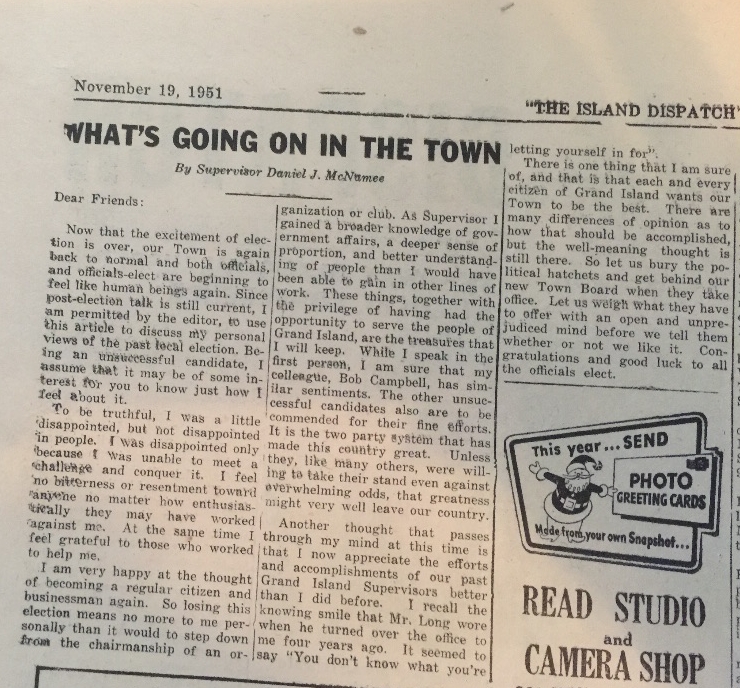 November 19, 1951
"THE ISLAND DISPATCH"
WHAT'S GOING ON IN THE TOWN
By Supervisor Daniel J. McNamee
Dear Friends:
Now that the excitement of elec-
tion is over, our Town is again
back to normal and both officials,
and officials-elect are beginning to
feel like human beings again. Since
post-election talk is still current, I
am permitted by the editor, to use
this article to discuss my personal
views of the past local election. Be-
ing an unsuccessful candidate, I
assume that it may be of some in-
terest for you to know just how I
feel about it.
To be truthful, I was a little
disappointed, but not disappointed
in people. I was disappointed only
because I was unable to meet a
challenge and conquer it. I feel
no bitterness or resentment toward
anyone no matter how enthusias-
tically they may have worked
against me. At the same time I
feel grateful to those who worked
to help me.
I am very happy at the thought
of becoming a regular citizen and
businessman again. So losing this
election means no more to me per-
sonally than it would to step down
from the chairmanship of an or-
ganization or club. As Supervisor I
gained a broader knowledge of gov-
ernment affairs, a deeper sense of
proportion, and better understand-
ing of people than I would have
been able to gain in other lines of
work. These things, together with
the privilege of having had the
opportunity to serve the people of
Grand Island, are the treasures that
I will keep. While I speak in the
first person, I am sure that my
colleague, Bob Campbell, has sim-
ilar sentiments. The other unsuc-
cessful candidates also are to be
commended for their fine efforts.
It is the two party system that has
made this country great. Unless
they, like many others, were will-
ing to take their stand even against
overwhelming odds, that greatness
might very well leave our country.
Another thought that passes
through my mind at this time is
that I now appreciate the efforts
and accomplishments of our past
Grand Island Supervisors better
than I did before. I recall the
knowing smile that Mr. Long wore
when he turned over the office to
me four years ago. It seemed to
say "You don't know what you're
letting yourself in for".
There is one thing that I am sure
of, and that is that each and every
citizen of Grand Island wants our
Town to be the best. There are
many differences of opinion as to
how that should be accomplished,
but the well-meaning thought is
still there. So let us bury the po-
litical hatchets and get behind our
new Town Board when they take
office. Let us weigh what they have
to offer with an open and unpre-
judiced mind before we tell them
whether or not we like it. Con-
gratulations and good luck to all
the officials elect.
This year...SEND
PHOTO
GREETING CARDS
Made from your own Snapshot...
READ STUDIO
and
CAMERA SHOP